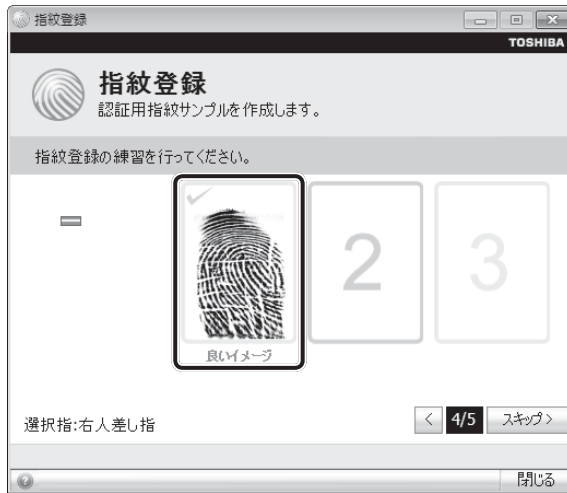 指紋登録
TOSHIBA
指紋登録
認証用指紋サンプルを作成します。
指紋登録の練習を行ってください。
2
3
良いイメージ
選択指:右人差し指
< 4/5 スキップ >
? 閉じる